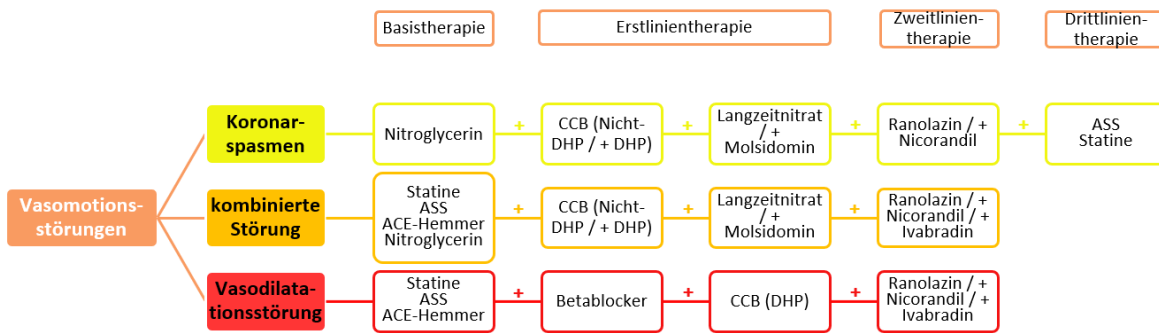 Basistherapie
Erstlinientherapie
Zweitlinien-
therapie
Drittlinien-
therapie
Vasomotions-
störungen
Koronar-
spasmen
Nitroglycerin
+
CCB (Nicht-
DHP / + DHP)
+
Langzeitnitrat
/ +
Molsidomin
+
Ranolazin / +
Nicorandil
+
ASS
Statine
kombinierte
Störung
Statine
ASS
ACE-Hemmer
Nitroglycerin
+
CCB (Nicht-
DHP / + DHP)
+
Langzeitnitrat
/ +
Molsidomin
+
Ranolazin / +
Nicorandil / +
Ivabradin
Vasodilata-
tionsstörung
Statine
ASS
ACE-Hemmer
+
Betablocker
+
CCB (DHP)
+
Ranolazin / +
Nicorandil / +
Ivabradin